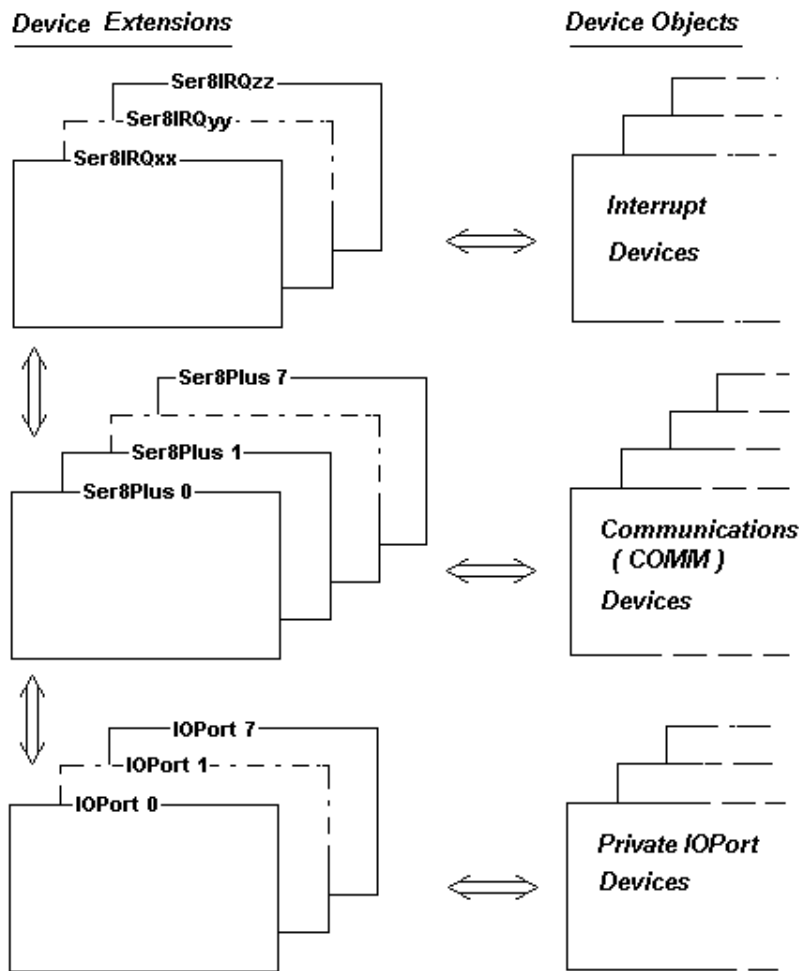 Device Extensions
Device Objects
Ser8IRQzz
Ser8IRQyy
Ser8IRQxx
Interrupt
Devices
Ser8Plus 7
Ser8Plus 1
Ser8Plus 0
Communications
( COMM )
Devices
IOPort 7
IOPort 1
IOPort 0
Private IOPort
Devices